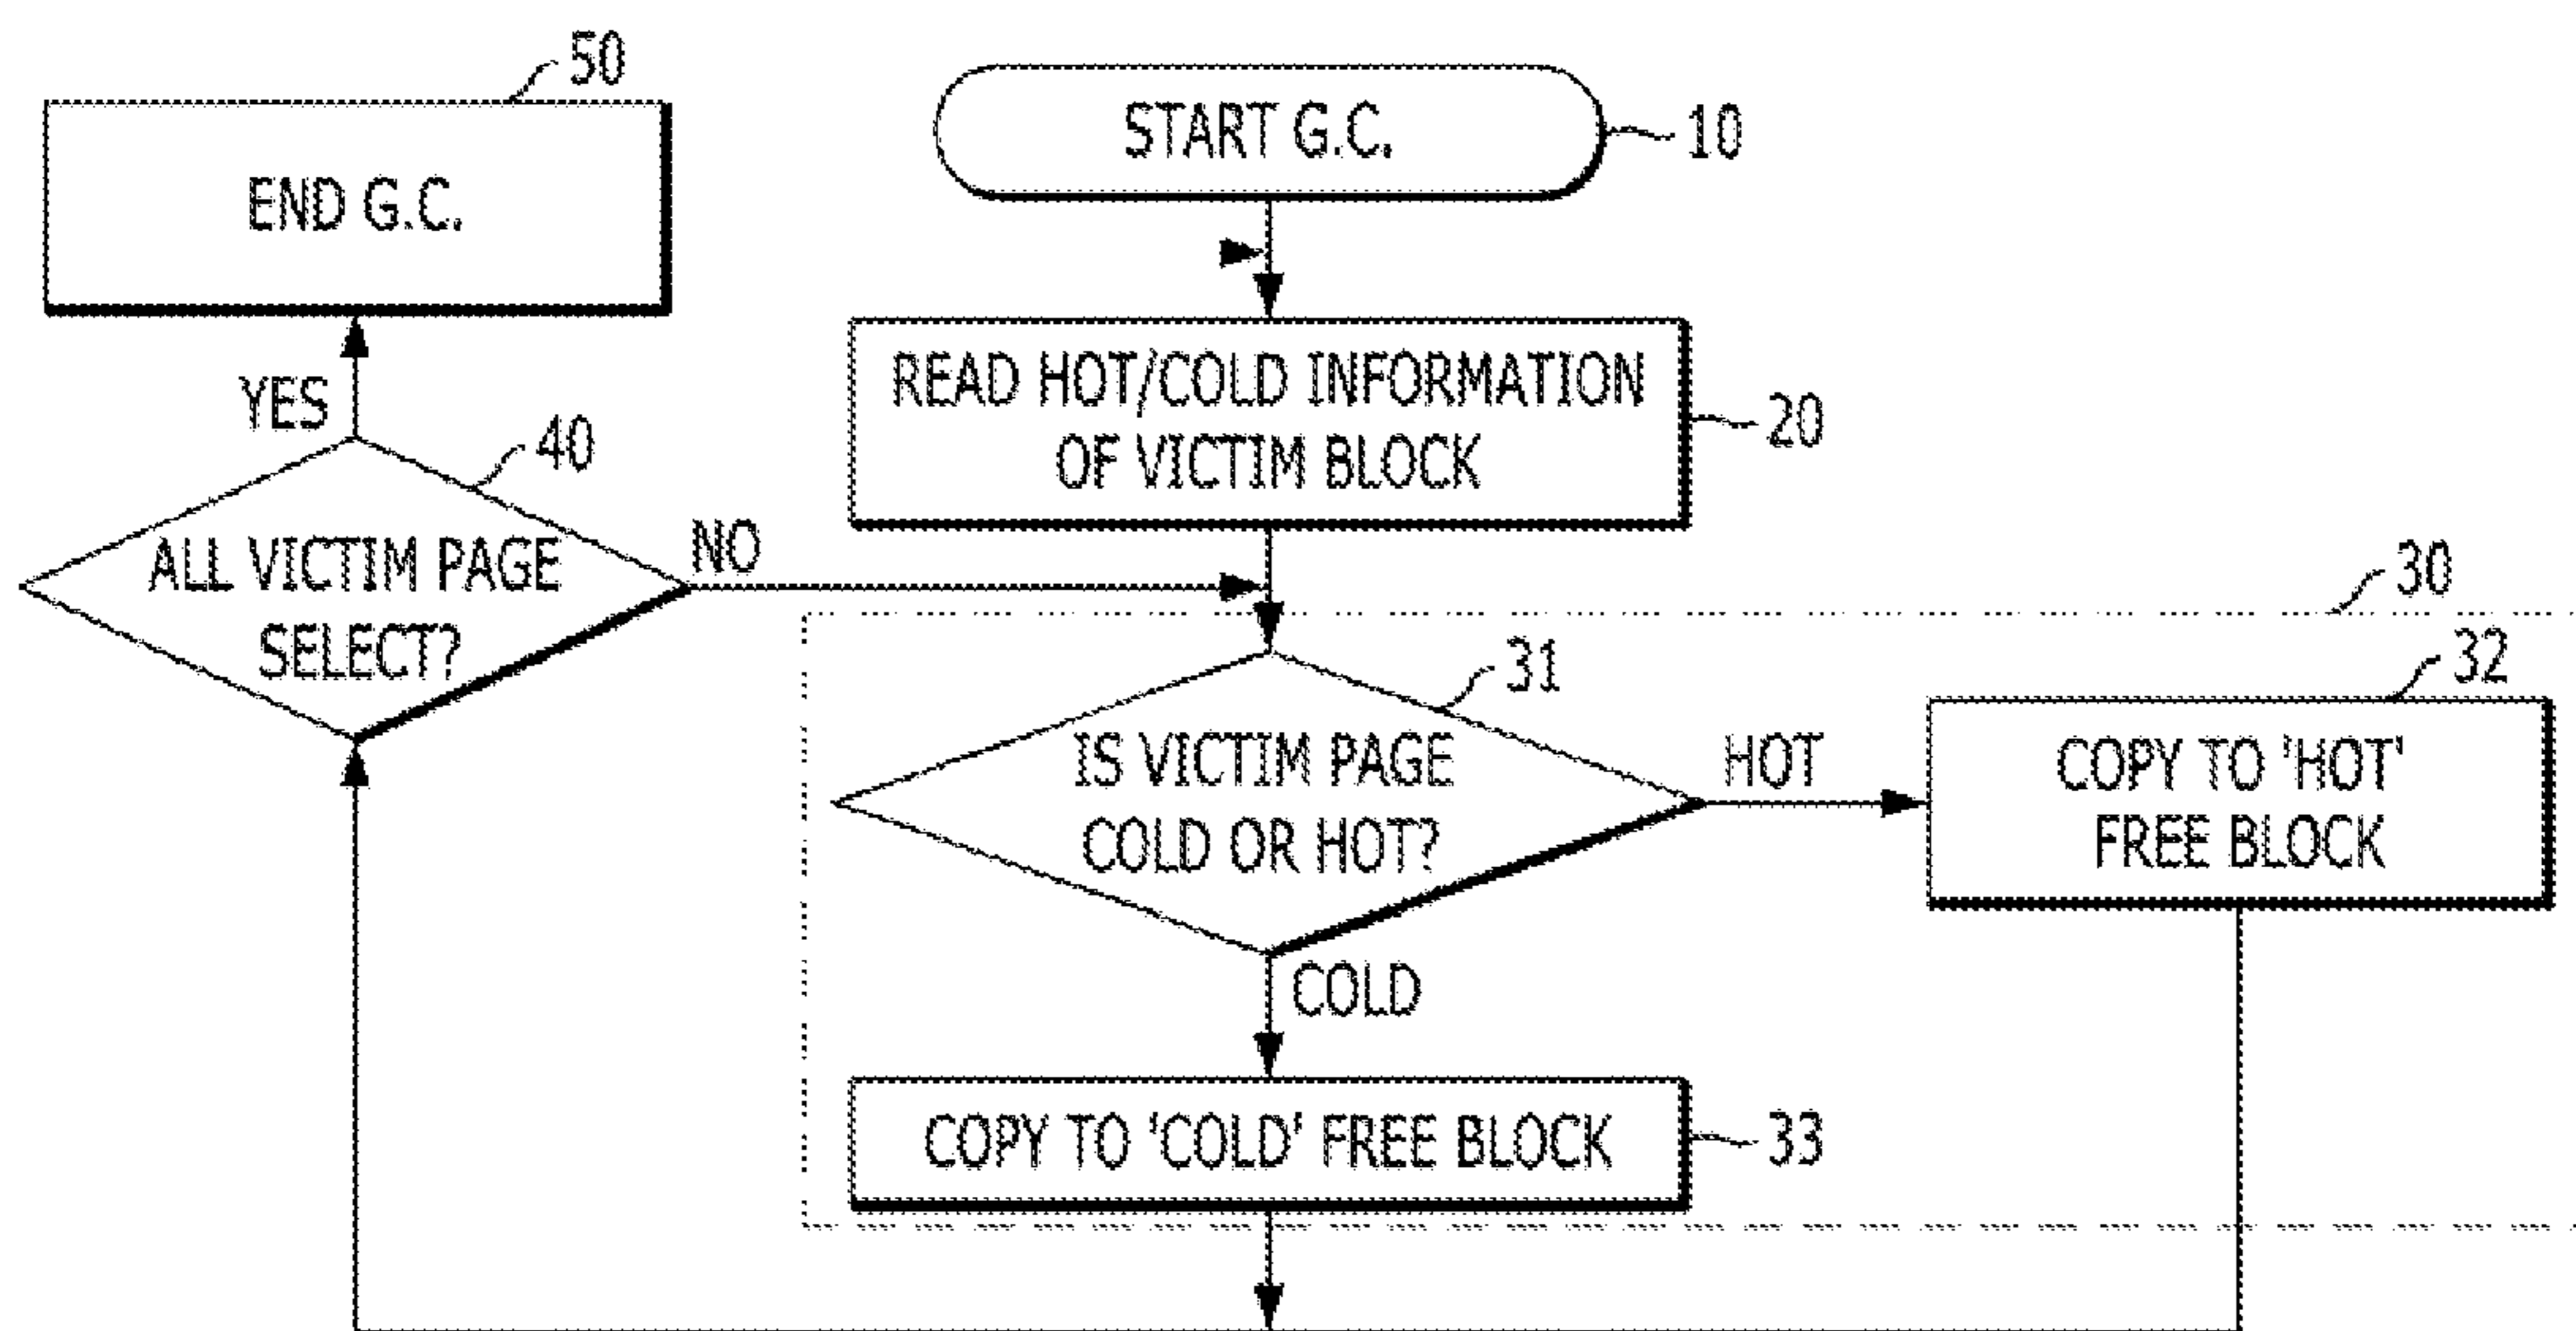 50
END G.C.
START G.C.
10
READ HOT/COLD INFORMATION
OF VICTIM BLOCK
20
YES
40
ALL VICTIM PAGE
SELECT?
NO
30
31
IS VICTIM PAGE
COLD OR HOT?
HOT
32
COPY TO 'HOT'
FREE BLOCK
COLD
COPY TO 'COLD' FREE BLOCK
33